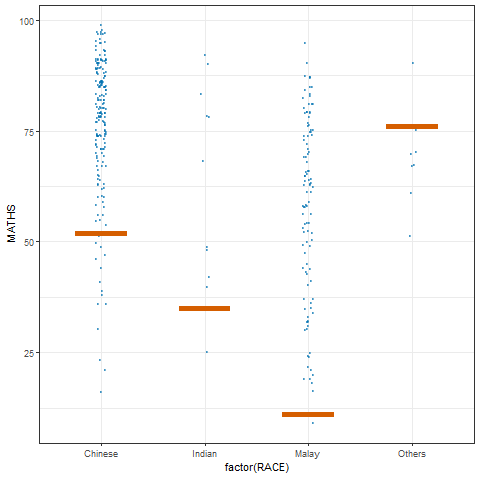 100
75
50
25
MATHS
Chinese
Indian
Malay
Others
factor(RACE)